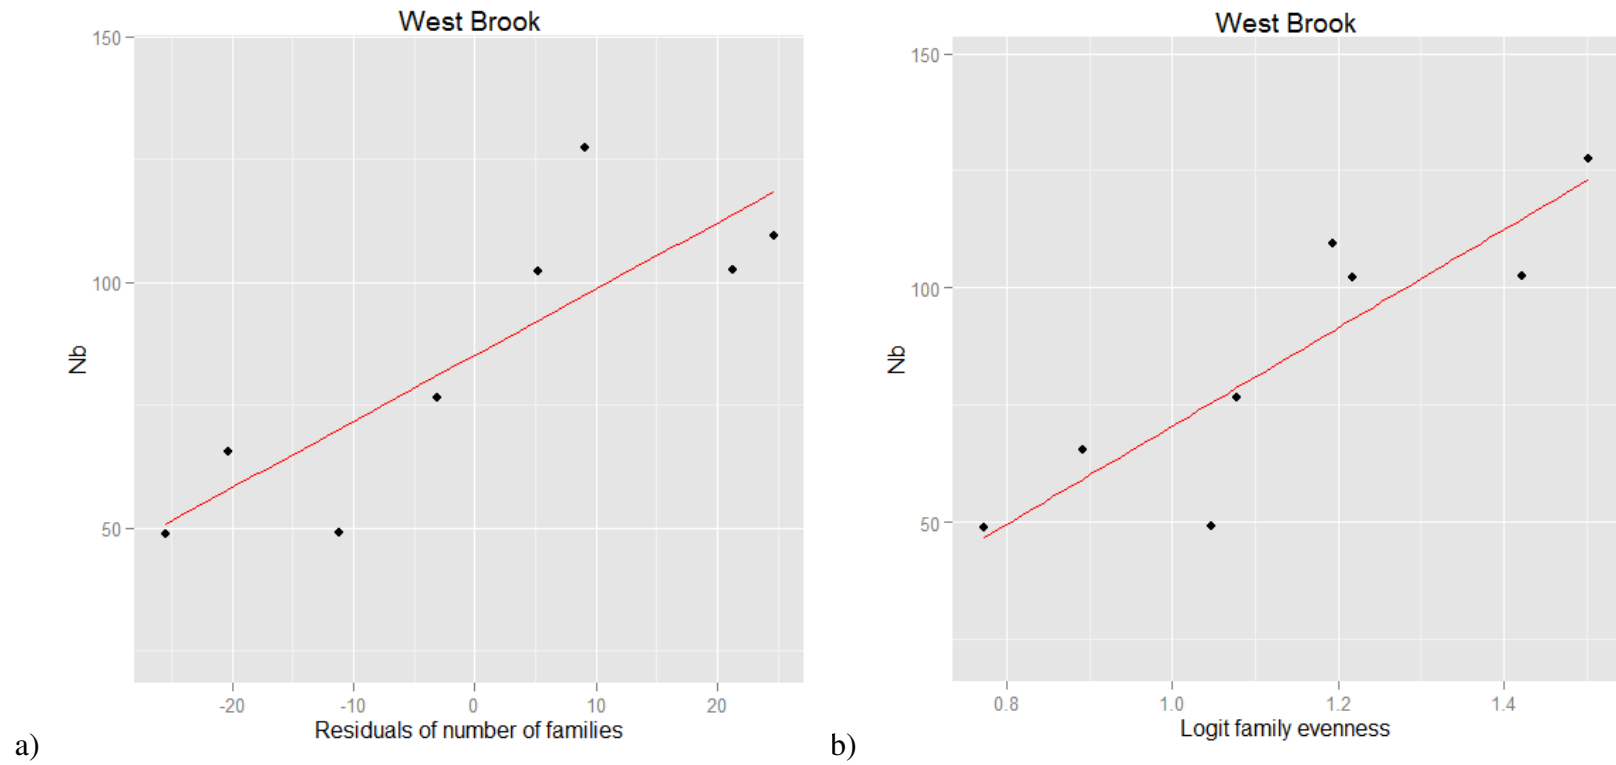 West Brook
150
100
50
Nb
-20 -10 0 10 20
Residuals of number of families
a)
West Brook
150
100
50
Nb
0.8 1.0 1.2 1.4
Logit family evenness
b)